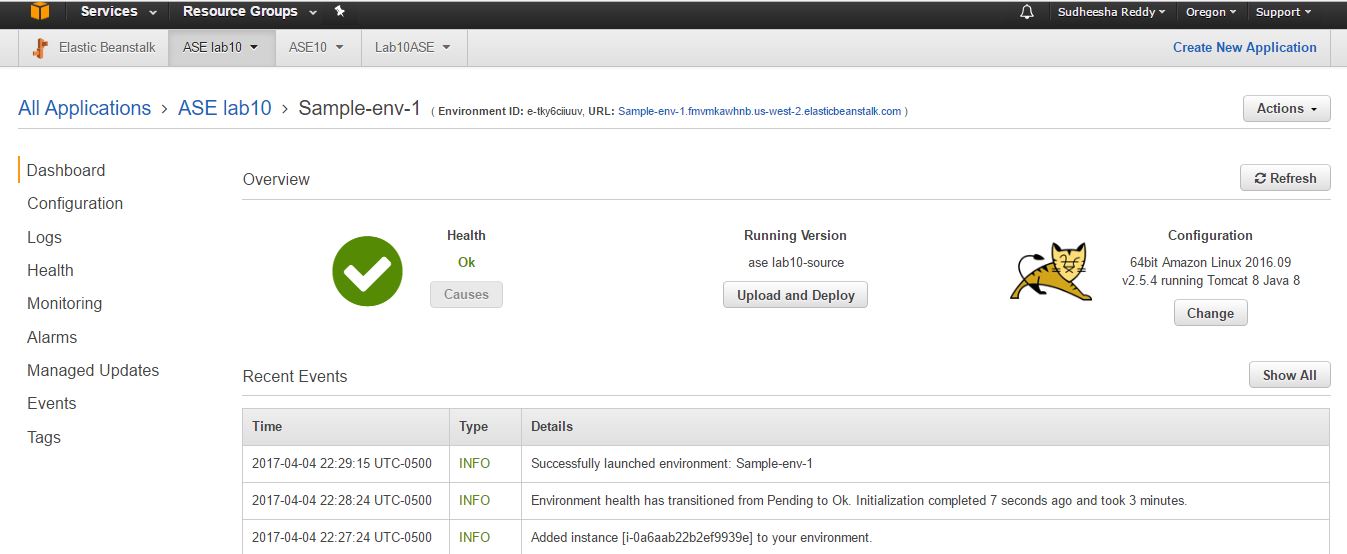 Services Resource Groups Sudheesha Reddy Oregon Support
Elastic Beanstalk ASE lab10 ASE10 Lab10ASE Create New Application
All Applications > ASE lab10 > Sample-env-1 ( Environment ID: e-tky6ciiuuv, URL: Sample-env-1.fmvmkawhnb.us-west-2.elasticbeanstalk.com ) Actions
Dashboard
Configuration
Logs
Health
Monitoring
Alarms
Managed Updates
Events
Tags
Overview Refresh
Health
Ok
Causes
Running Version
ase lab10-source
Upload and Deploy
Configuration
64bit Amazon Linux 2016.09
v2.5.4 running Tomcat 8 Java 8
Change
Recent Events Show All
Time Type Details
2017-04-04 22:29:15 UTC-0500 INFO Successfully launched environment: Sample-env-1
2017-04-04 22:28:24 UTC-0500 INFO Environment health has transitioned from Pending to Ok. Initialization completed 7 seconds ago and took 3 minutes.
2017-04-04 22:27:24 UTC-0500 INFO Added instance [i-0a6aab22b2ef9939e] to your environment.